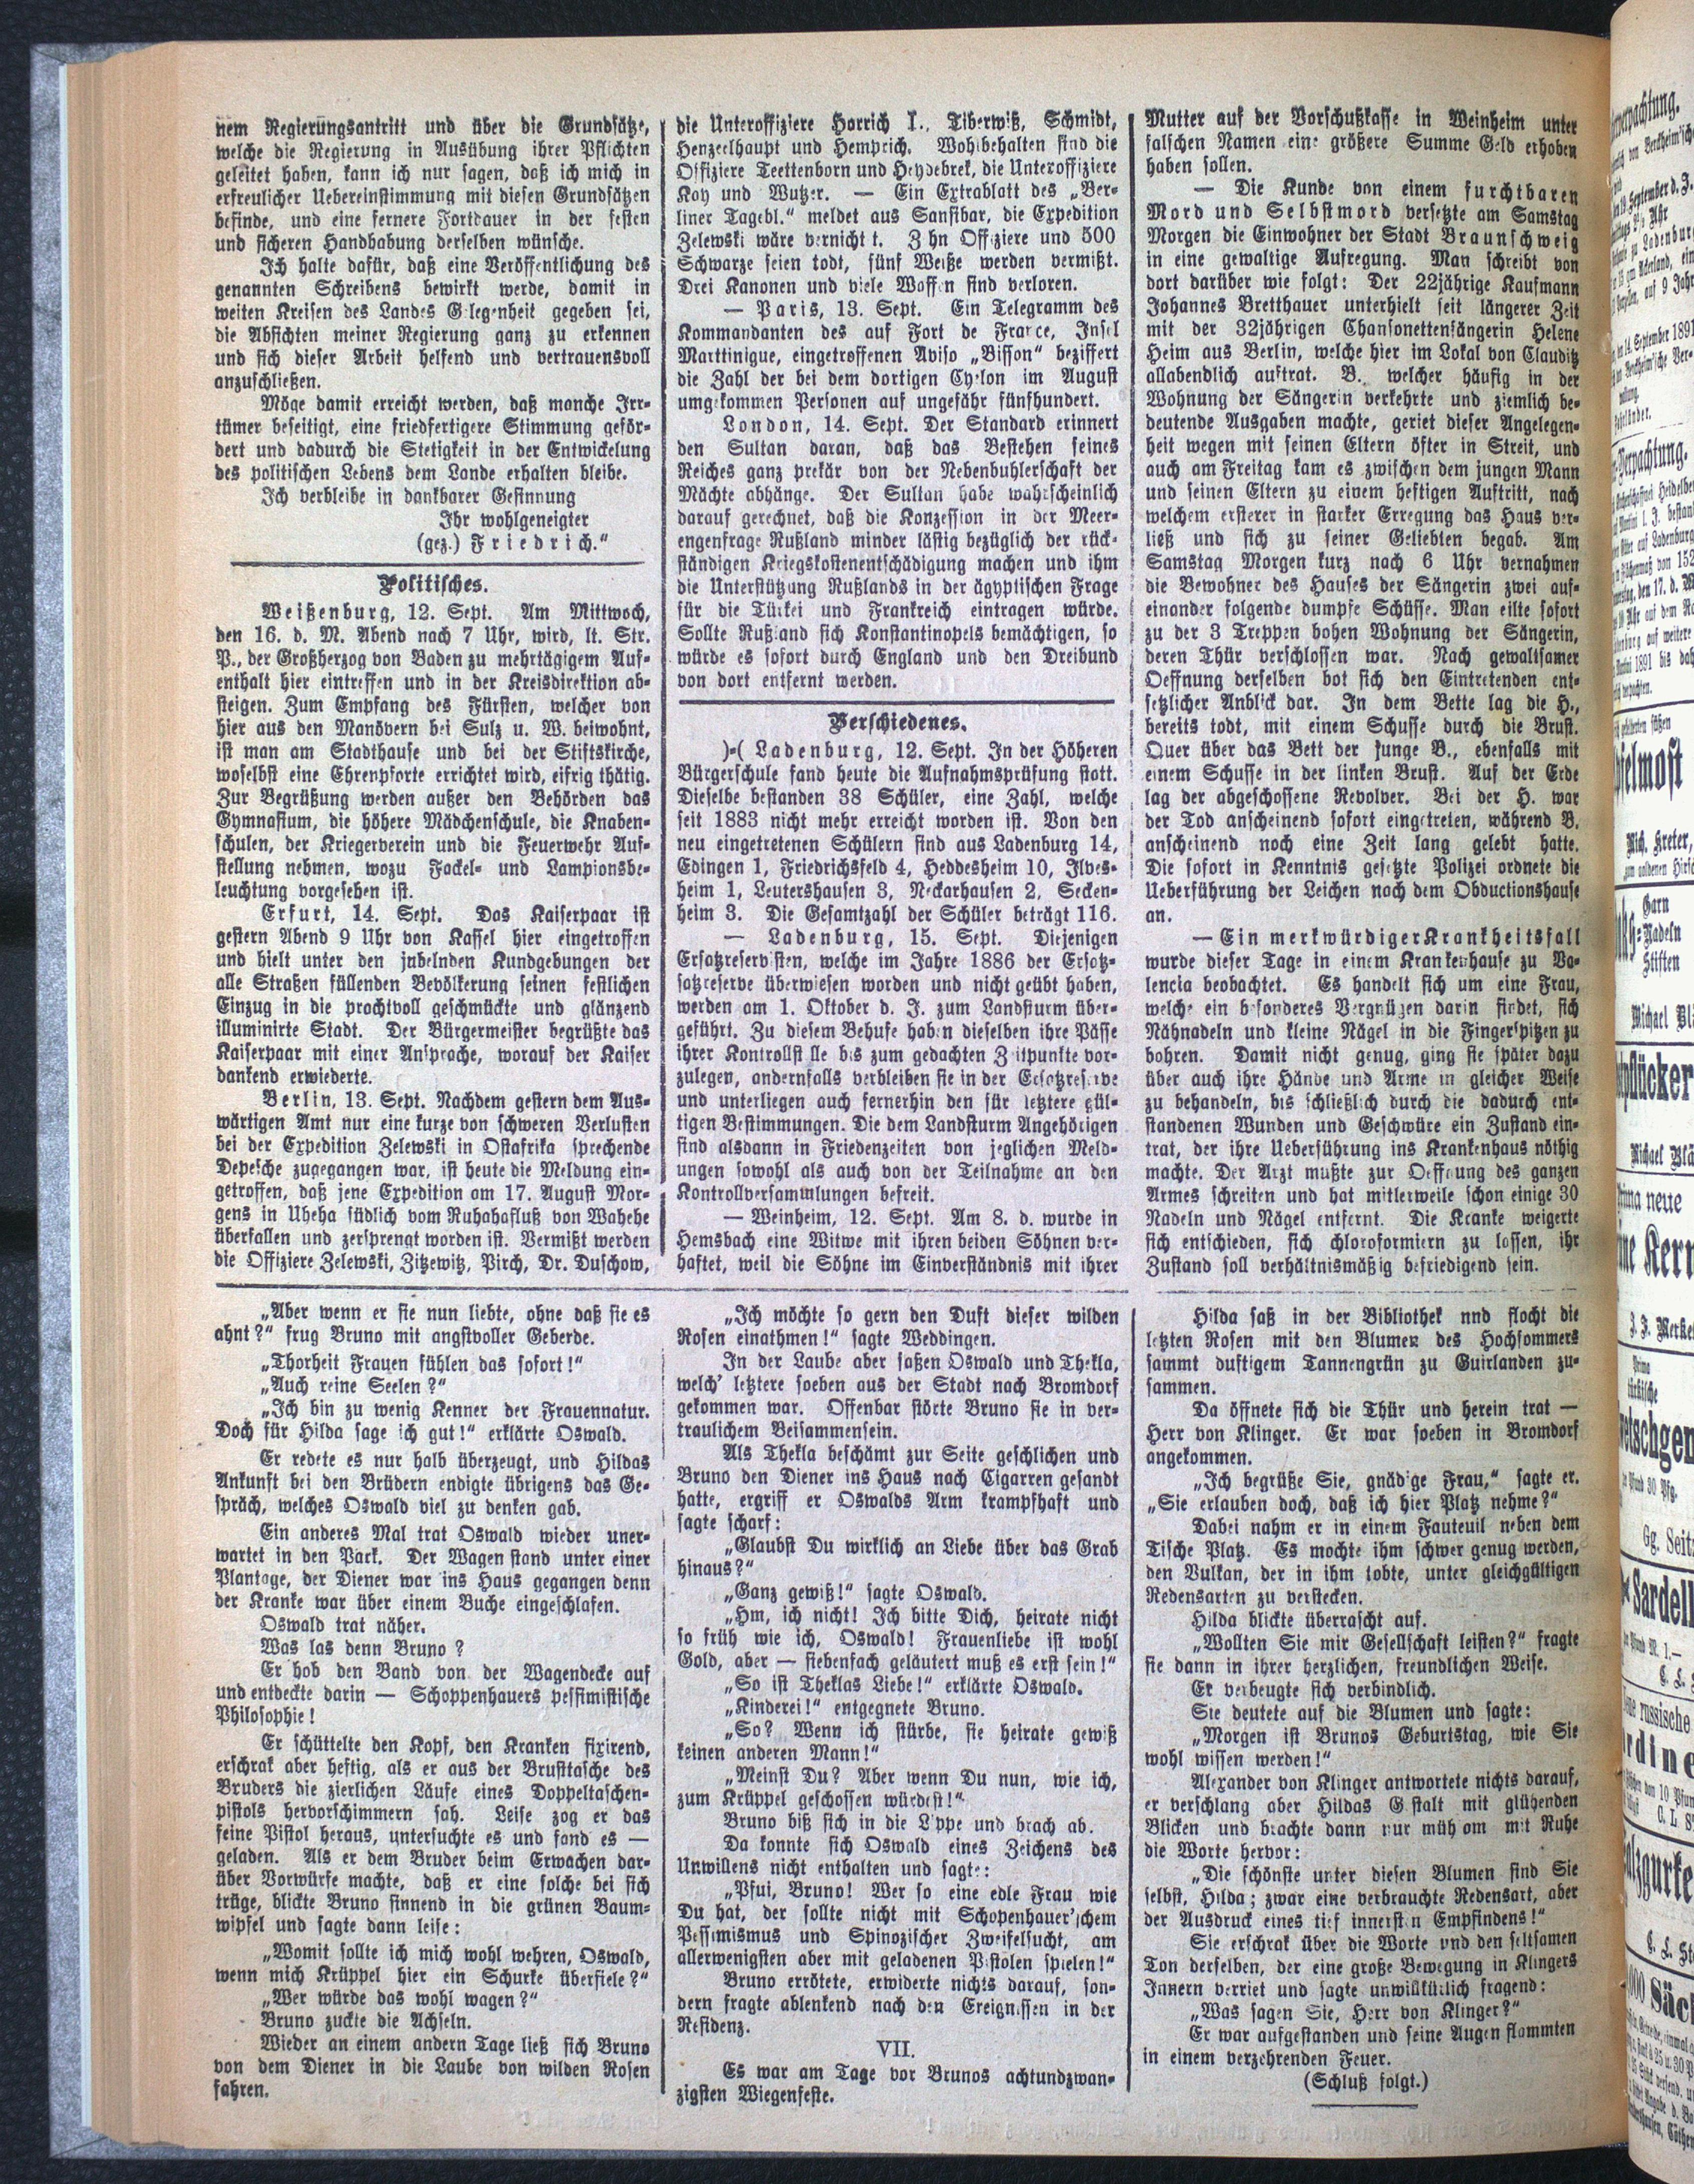 nem Regierungsantritt und über die Grundsätze,
welche die Regierung in Ausübung ihrer Pflichten
geleitet haben, kann ich nur sagen, daß ich mich in
erfreulicher Uebereinstimmung mit diesen Grundsätzen
befinde, und eine fernere Fortdauer in der festen
und sicheren Handhabung derselben wünsche.
Ich halte dafür, daß eine Veröffentlichung des
genannten Schreibens bewirkt werde, damit in
weiten Kreisen des Landes Gelegenheit gegeben sei,
die Absichten meiner Regierung ganz zu erkennen
und sich dieser Arbeit helfend und vertrauensvoll
anzuschließen.
Möge damit erreicht werden, daß manche Irr-
tümer beseitigt, eine friedfertigere Stimmung geför-
dert und dadurch die Stetigkeit in der Entwickelung
des politischen Lebens dem Lande erhalten bleibe.
Ich verbleibe in dankbarer Gesinnung
Ihr wohlgeneigter
(gez.) Friedrich.“
Politisches.
Weißenburg, 12. Sept. Am Mittwoch,
den 16. d. M. Abend nach 7 Uhr, wird, lt. Str.
P., der Großherzog von Baden zu mehrtägigem Auf-
enthalt hier eintreffen und in der Kreisdirektion ab-
steigen. Zum Empfang des Fürsten, welcher von
hier aus den Manövern bei Sulz u. W. beiwohnt,
ist man am Stadthause und bei der Stiftskirche,
woselbst eine Ehrenpforte errichtet wird, eifrig thätig.
Zur Begrüßung werden außer den Behörden das
Gymnasium, die höhere Mädchenschule, die Knaben-
schulen, der Kriegerverein und die Feuerwehr Auf-
stellung nehmen, wozu Fackel- und Lampionsbe-
leuchtung vorgesehen ist.
Erfurt, 14. Sept. Das Kaiserpaar ist
gestern Abend 9 Uhr von Kassel hier eingetroffen
und hielt unter den jubelnden Kundgebungen der
alle Straßen füllenden Bevölkerung seinen festlichen
Einzug in die prachtvoll geschmückte und glänzend
illuminirte Stadt. Der Bürgermeister begrüßte das
Kaiserpaar mit einer Ansprache, worauf der Kaiser
dankend erwiederte.
Berlin, 13. Sept. Nachdem gestern dem Aus-
wärtigen Amt nur eine kurze von schweren Verlusten
bei der Expedition Zelewski in Ostafrika sprechende
Depesche zugegangen war, ist heute die Meldung ein-
getroffen, daß jene Expedition am 17. August Mor-
gens in Uheha südlich vom Ruhahafluß von Wahehe
überfallen und zersprengt worden ist. Vermißt werden
die Offiziere Zelewski, Zitzewitz, Pirch, Dr. Duschow,
die Unteroffiziere Horrich I., Tiberwitz, Schmidt,
Henzelhaupt und Hemprich. Wohlbehalten sind die
Offiziere Teettenborn und Heydebrek, die Unteroffiziere
Kay und Wutzer. — Ein Extrablatt des „Ber-
liner Tagebl.“ meldet aus Sansibar, die Expedition
Zelewski wäre vernichtet. Zehn Offiziere und 500
Schwarze seien todt, fünf Weiße werden vermißt.
Drei Kanonen und viele Waffen sind verloren.
— Paris, 13. Sept. Ein Telegramm des
Kommandanten des auf Fort de France, Insel
Marttinique, eingetroffenen Aviso „Bisson“ beziffert
die Zahl der bei dem dortigen Cyklon im August
umgekommen Personen auf ungefähr fünfhundert.
London, 14. Sept. Der Standard erinnert
den Sultan daran, daß das Bestehen seines
Reiches ganz prekär von der Nebenbuhlerschaft der
Mächte abhänge. Der Sultan habe wahrscheinlich
darauf gerechnet, daß die Konzession in der Meer-
engenfrage Rußland minder lästig bezüglich der rück-
ständigen Kriegskostenentschädigung machen und ihm
die Unterstützung Rußlands in der ägyptischen Frage
für die Türkei und Frankreich eintragen würde.
Sollte Rußland sich Konstantinopels bemächtigen, so
würde es sofort durch England und den Dreibund
von dort entfernt werden.
Verschiedenes.
)=( Ladenburg, 12. Sept. In der Höheren
Bürgerschule fand heute die Aufnahmsprüfung statt.
Dieselbe bestanden 38 Schüler, eine Zahl, welche
seit 1883 nicht mehr erreicht worden ist. Von den
neu eingetretenen Schülern sind aus Ladenburg 14,
Edingen 1, Friedrichsfeld 4, Heddesheim 10, Ilves-
heim 1, Leutershausen 3, Neckarhausen 2, Secken-
heim 3. Die Gesamtzahl der Schüler beträgt 116.
— Ladenburg, 15. Sept. Diejenigen
Ersatzreservisten, welche im Jahre 1886 der Ersatz-
satzreserve überwiesen worden und nicht geübt haben,
werden am 1. Oktober d. J. zum Landsturm über-
geführt. Zu diesem Behufe haben dieselben ihre Pässe
ihrer Kontrollstelle bis zum gedachten Zeitpunkte vor-
zulegen, andernfalls verbleiben sie in der Ersatzreserve
und unterliegen auch fernerhin den für letztere gül-
tigen Bestimmungen. Die dem Landsturm Angehörigen
sind alsdann in Friedenzeiten von jeglichen Meld-
ungen sowohl als auch von der Teilnahme an den
Kontrollversammlungen befreit.
— Weinheim, 12. Sept. Am 8. d. wurde in
Hemsbach eine Witwe mit ihren beiden Söhnen ver-
haftet, weil die Söhne im Einverständnis mit ihrer
Mutter auf der Vorschußkasse in Weinheim unter
falschen Namen eine größere Summe Geld erhoben
haben sollen.
— Die Kunde von einem furchtbaren
Mord und Selbstmord versetzte am Samstag
Morgen die Einwohner der Stadt Braunschweig
in eine gewaltige Aufregung. Man schreibt von
dort darüber wie folgt: Der 22jährige Kaufmann
Johannes Bretthauer unterhielt seit längerer Zeit
mit der 32jährigen Chansonettensängerin Helene
Heim aus Berlin, welche hier im Lokal von Clauditz
allabendlich auftrat. B. welcher häufig in der
Wohnung der Sängerin verkehrte und ziemlich be-
deutende Ausgaben machte, geriet dieser Angelegen-
heit wegen mit seinen Eltern öfter in Streit, und
auch am Freitag kam es zwischen dem jungen Mann
und seinen Eltern zu einem heftigen Auftritt, nach
welchem ersterer in starker Erregung das Haus ver-
ließ und sich zu seiner Geliebten begab. Am
Samstag Morgen kurz nach 6 Uhr vernahmen
die Bewohner des Hauses der Sängerin zwei auf-
einander folgende dumpfe Schüsse. Man eilte sofort
zu der 3 Treppen hohen Wohnung der Sängerin,
deren Thür verschlossen war. Nach gewaltsamer
Oeffnung derselben bot sich den Eintretenden ent-
setzlicher Anblick dar. In dem Bette lag die H.,
bereits todt, mit einem Schusse durch die Brust.
Quer über das Bett der junge B., ebenfalls mit
einem Schusse in der linken Brust. Auf der Erde
lag der abgeschossene Revolver. Bei der H. war
der Tod anscheinend sofort eingetreten, während B.
anscheinend noch eine Zeit lang gelebt hatte.
Die sofort in Kenntnis gesetzte Polizei ordnete die
Ueberführung der Leichen nach dem Obductionshause
an.
— Ein merkwürdiger Krankheitsfall
wurde dieser Tage in einem Krankenhause zu Va-
lencia beobachtet. Es handelt sich um eine Frau,
welche ein besonderes Vergnügen darin findet, sich
Nähnadeln und kleine Nägel in die Fingerspitzen zu
bohren. Damit nicht genug, ging sie später dazu
über auch ihre Hände und Arme in gleicher Weise
zu behandeln, bis schließlich durch die dadurch ent-
standenen Wunden und Geschwüre ein Zustand ein-
trat, der ihre Ueberführung ins Krankenhaus nöthig
machte. Der Arzt mußte zur Oeffnung des ganzen
Armes schreiten und hat mitlerweile schon einige 30
Nadeln und Nägel entfernt. Die Kranke weigerte
sich entschieden, sich chloroformiern zu lassen, ihr
Zustand soll verhältnismäßig befriedigend sein.
„Aber wenn er sie nun liebte, ohne daß sie es
ahnt?“ frug Bruno mit angstvoller Geberde.
„Thorheit Frauen fühlen das sofort!“
„Auch reine Seelen?“
„Ich bin zu wenig Kenner der Frauennatur.
Doch für Hilda sage ich gut!“ erklärte Oswald.
Er redete es nur halb überzeugt, und Hildas
Ankunft bei den Brüdern endigte übrigens das Ge-
spräch, welches Oswald viel zu denken gab.
Ein anderes Mal trat Oswald wieder uner-
wartet in den Park. Der Wagen stand unter einer
Plantage, der Diener war ins Haus gegangen denn
der Kranke war über einem Buche eingeschlafen.
Oswald trat näher.
Was las denn Bruno?
Er hob den Band von der Wagendecke auf
und entdeckte darin — Schoppenhauers pessimistische
Philosophie!
Er schüttelte den Kopf, den Kranken fixirend,
erschrak aber heftig, als er aus der Brusttasche des
Bruders die zierlichen Läufe eines Doppeltaschen-
pistols hervorschimmern sah. Leise zog er das
feine Pistol heraus, untersuchte es und fand es —
geladen. Als er dem Bruder beim Erwachen dar-
über Vorwürfe machte, daß er eine solche bei sich
trüge, blickte Bruno sinnend in die grünen Baum-
wipfel und sagte dann leise:
„Womit sollte ich mich wohl wehren, Oswald,
wenn mich Krüppel hier ein Schurke überfiele?“
„Wer würde das wohl wagen?“
Bruno zuckte die Achseln.
Wieder an einem andern Tage ließ sich Bruno
von dem Diener in die Laube von wilden Rosen
fahren.
„Ich möchte so gern den Duft dieser wilden
Rosen einathmen!“ sagte Weddingen.
In der Laube aber saßen Oswald und Thekla,
welch’ letztere soeben aus der Stadt nach Bromdorf
gekommen war. Offenbar störte Bruno sie in ver-
traulichem Beisammensein.
Als Thekla beschämt zur Seite geschlichen und
Bruno den Diener ins Haus nach Cigarren gesandt
hatte, ergriff er Oswalds Arm krampfhaft und
sagte scharf:
„Glaubst Du wirklich an Liebe über das Grab
hinaus?“
„Ganz gewiß!“ sagte Oswald.
„Hm, ich nicht! Ich bitte Dich, heirate nicht
so früh wie ich, Oswald! Frauenliebe ist wohl
Gold, aber — siebenfach geläutert muß es erst sein!“
„So ist Theklas Liebe!“ erklärte Oswald.
„Kinderei!“ entgegnete Bruno.
„So? Wenn ich stürbe, sie heirate gewiß
keinen anderen Mann!“
„Meinst Du? Aber wenn Du nun, wie ich,
zum Krüppel geschossen würdest!“
Bruno biß sich in die Lippe und brach ab.
Da konnte sich Oswald eines Zeichens des
Unwillens nicht enthalten und sagte:
„Pfui, Bruno! Wer so eine edle Frau wie
Du hat, der sollte nicht mit Schopenhauer’schem
Pessimismus und Spinozischer Zweifelsucht, am
allerwenigsten aber mit geladenen Pistolen spielen!“
Bruno errötete, erwiderte nichts darauf, son-
dern fragte ablenkend nach den Ereignissen in der
Residenz.
VII.
Es war am Tage vor Brunos achtundzwan-
zigsten Wiegenfeste.
Hilda saß in der Bibliothek nnd flocht die
letzten Rosen mit den Blumen des Hochsommers
sammt duftigem Tannengrün zu Guirlanden zu-
sammen.
Da öffnete sich die Thür und herein trat —
Herr von Klinger. Er war soeben in Bromdorf
angekommen.
„Ich begrüße Sie, gnädige Frau,“ sagte er.
„Sie erlauben doch, daß ich hier Platz nehme?“
Dabei nahm er in einem Fauteuil neben dem
Tische Platz. Es mochte ihm schwer genug werden,
den Vulkan, der in ihm tobte, unter gleichgültigen
Redensarten zu verstecken.
Hilda blickte überrascht auf.
„Wollten Sie mir Gesellschaft leisten?“ fragte
sie dann in ihrer herzlichen, freundlichen Weise.
Er verbeugte sich verbindlich.
Sie deutete auf die Blumen und sagte:
„Morgen ist Brunos Geburtstag, wie Sie
wohl wissen werden!“
Alexander von Klinger antwortete nichts darauf,
er verschlang aber Hildas Gestalt mit glühenden
Blicken und brachte dann nur mühsam mit Ruhe
die Worte hervor:
„Die schönste unter diesen Blumen sind Sie
selbst, Hilda; zwar eine verbrauchte Redensart, aber
der Ausdruck eines tief innersten Empfindens!“
Sie erschrak über die Worte und den seltsamen
Ton derselben, der eine große Bewegung in Klingers
Innern verriet und sagte unwillkürlich fragend:
„Was sagen Sie, Herr von Klinger?“
Er war aufgestanden und seine Augen flammten
in einem verzehrenden Feuer.
(Schluß folgt.)